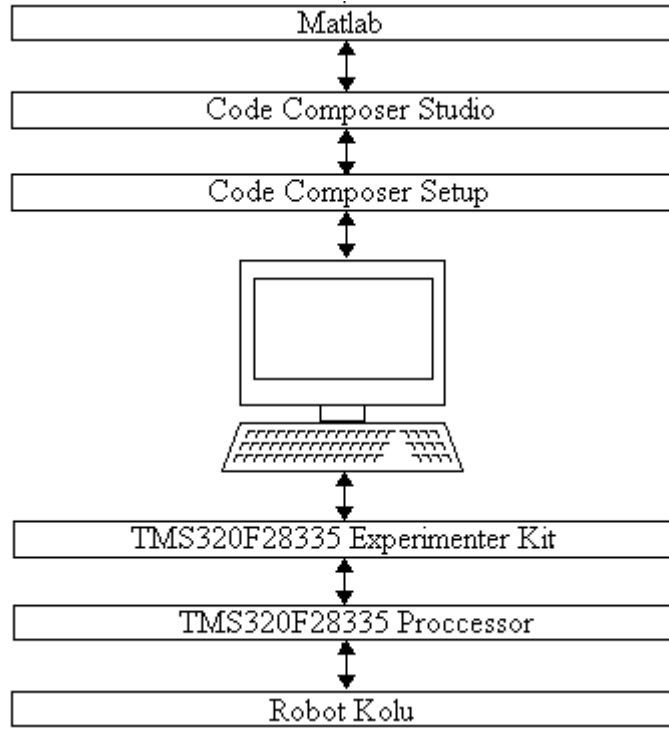 Matlab
Code Composer Studio
Code Composer Setup
TMS320F28335 Experimenter Kit
TMS320F28335 Proccessor
Robot Kolu